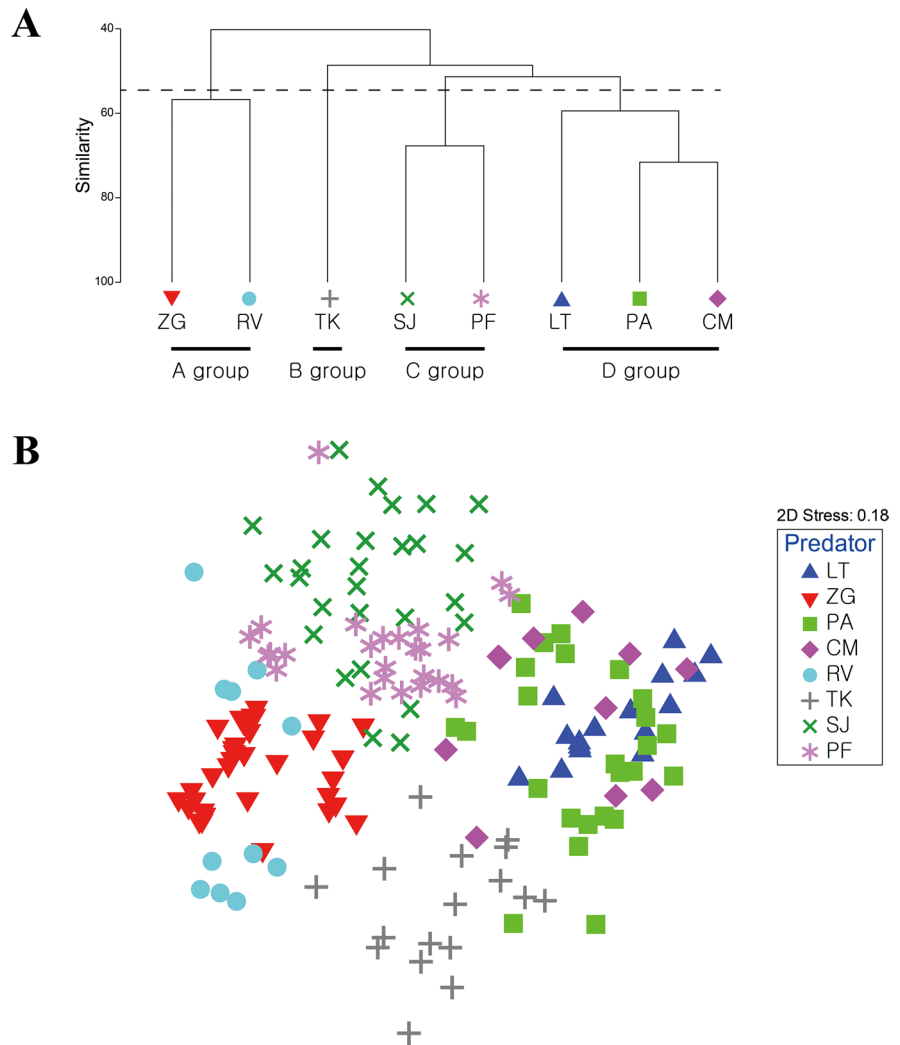 A
40
60
80
100
Similarity
ZG RV TK SJ PF LT PA CM
A group B group C group D group
B
2D Stress: 0.18
Predator
LT
ZG
PA
CM
RV
TK
SJ
PF